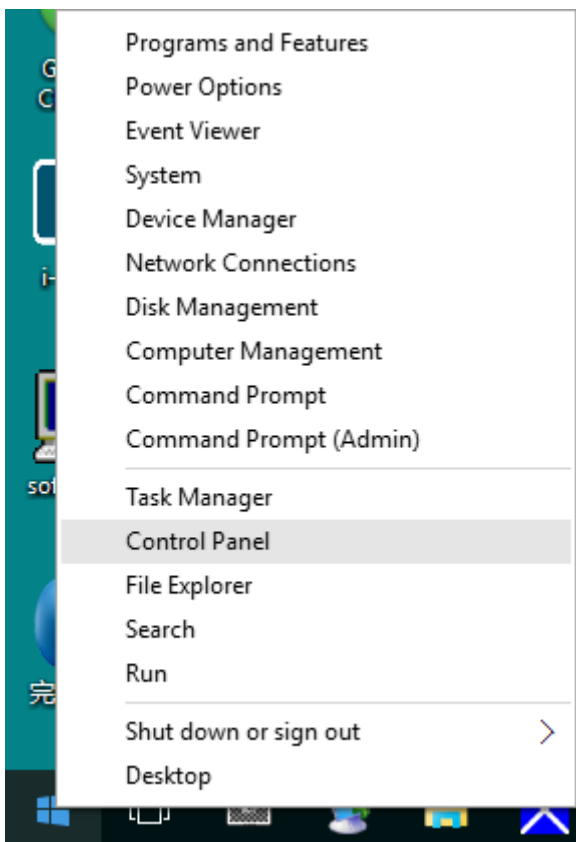 Programs and Features
Power Options
Event Viewer
System
Device Manager
Network Connections
Disk Management
Computer Management
Command Prompt
Command Prompt (Admin)
Task Manager
Control Panel
File Explorer
Search
Run
Shut down or sign out
Desktop
G
C
i-
sof
完